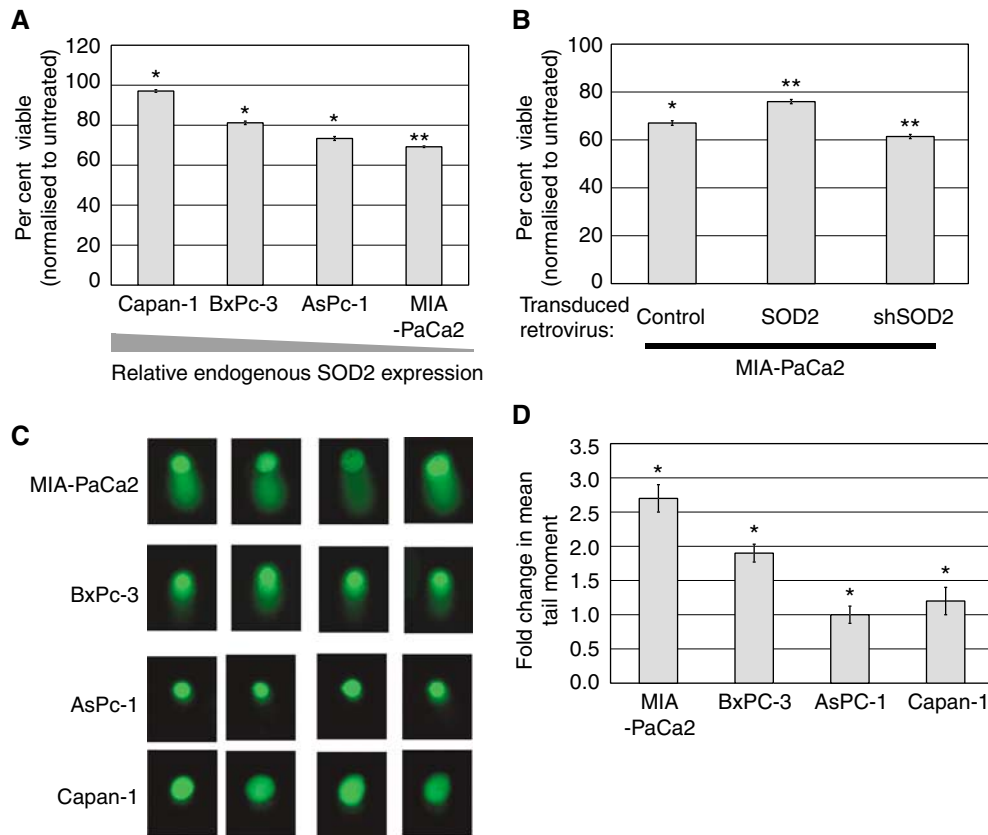 A
Per cent viable
(normalised to untreated)
120
100
80
60
40
20
0
*
*
*
**
Capan-1 BxPc-3 AsPc-1 MIA
-PaCa2
Relative endogenous SOD2 expression
B
Per cent viable
(normalised to untreated)
100
80
60
40
20
0
*
**
**
Transduced
retrovirus:
Control SOD2 shSOD2
MIA-PaCa2
C
MIA-PaCa2
BxPc-3
AsPc-1
Capan-1
D
Fold change in mean
tail moment
3.5
3.0
2.5
2.0
1.5
1.0
0.5
0.0
*
*
*
*
MIA
-PaCa2
BxPC-3 AsPC-1 Capan-1